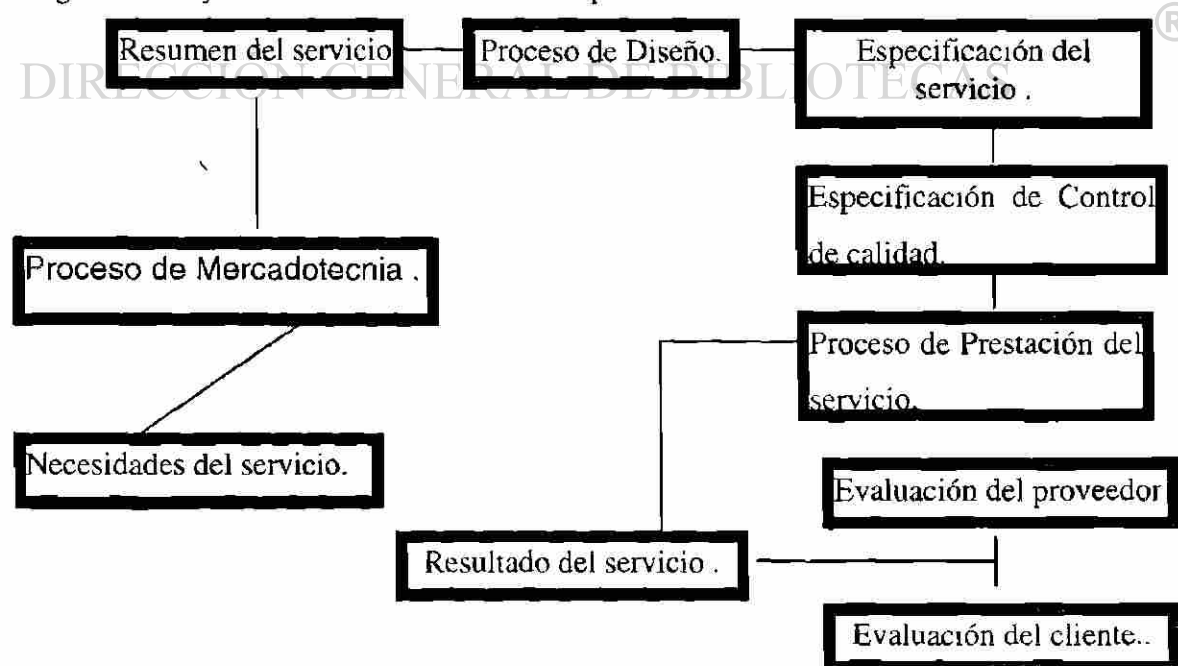 Resumen del servicio
Proceso de Diseño.
Especificación del
servicio .
®
DIRECCIÓN GENERAL DE BIBLIOTECAS
Especificación de Control
de calidad.
Proceso de Mercadotecnia .
Proceso de Prestación del
servicio.
Necesidades del servicio.
Evaluación del proveedor
Resultado del servicio .
Evaluación del cliente..